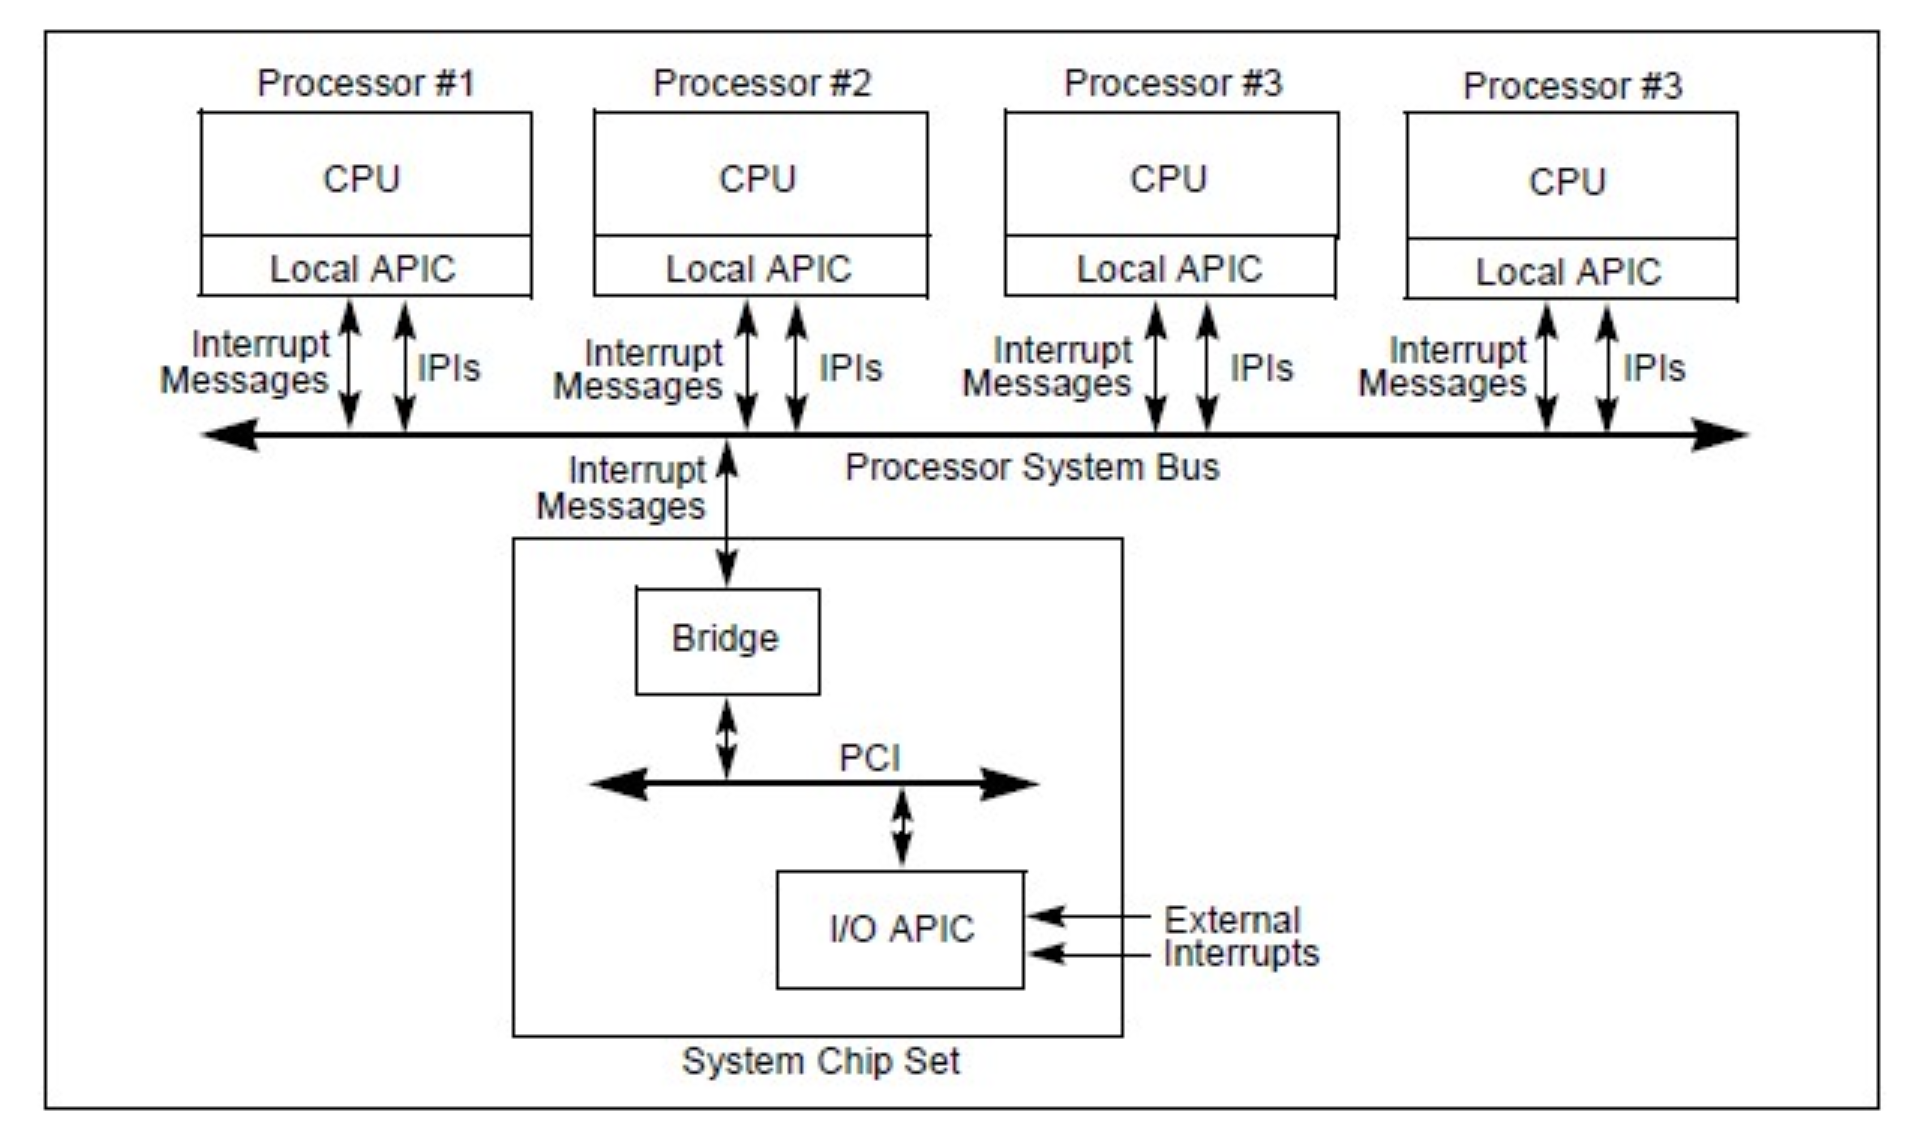 Processor #1
Processor #2
Processor #3
Processor #3
CPU
CPU
CPU
CPU
Local APIC
Local APIC
Local APIC
Local APIC
Interrupt
Messages
IPIs
Interrupt
Messages
IPIs
Interrupt
Messages
IPIs
Interrupt
Messages
IPIs
Processor System Bus
Interrupt
Messages
Bridge
PCI
I/O APIC
External
Interrupts
System Chip Set